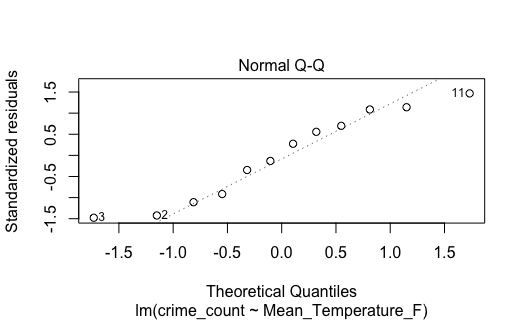 Normal Q-Q
Standardized residuals
1.5
0.5
-0.5
-1.5
11
3
2
-1.5 -1.0 -0.5 0.0 0.5 1.0 1.5
Theoretical Quantiles
lm(crime_count ~ Mean_Temperature_F)